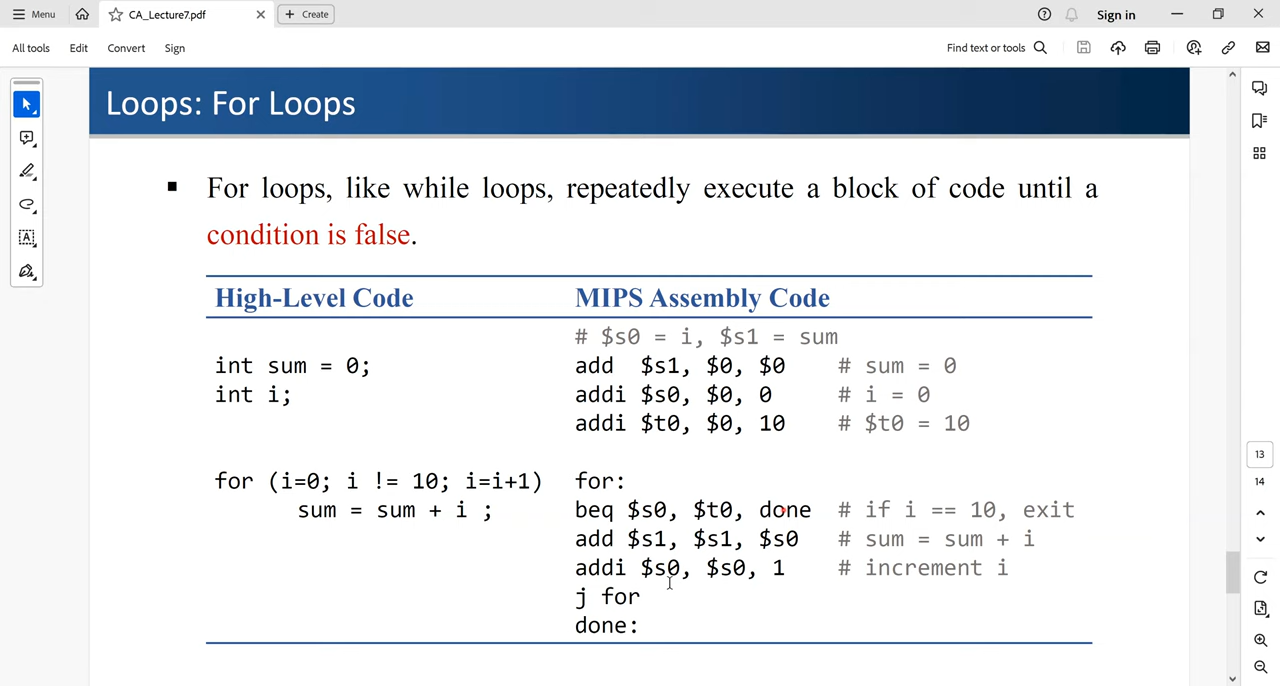 Menu
CA_Lecture7.pdf
Create
Sign in
All tools Edit Convert Sign
Find text or tools
Loops: For Loops
For loops, like while loops, repeatedly execute a block of code until a
condition is false.
High-Level Code MIPS Assembly Code
# $s0 = i, $s1 = sum
int sum = 0; add $s1, $0, $0 # sum = 0
int i; addi $s0, $0, 0 # i = 0
addi $t0, $0, 10 # $t0 = 10
for (i=0; i != 10; i=i+1) for:
sum = sum + i ; beq $s0, $t0, done # if i == 10, exit
add $s1, $s1, $s0 # sum = sum + i
addi $s0, $s0, 1 # increment i
j for
done:
13
14